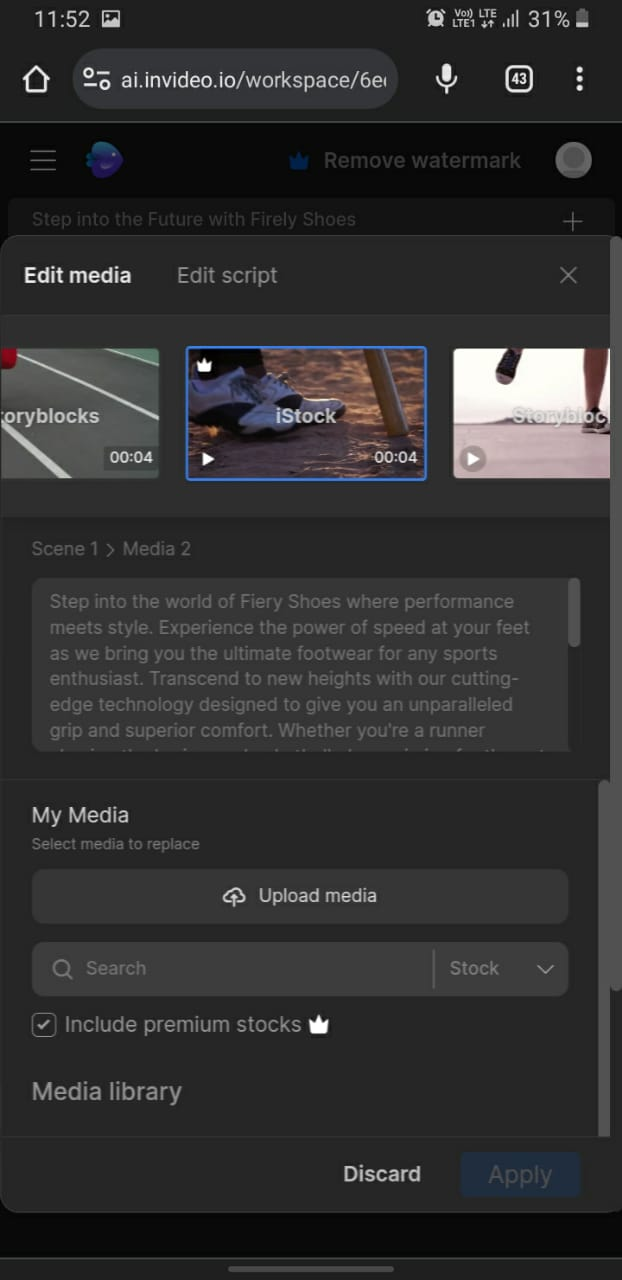 11:52
Vo)) LTE1 LTE 31%
ai.invideo.io/workspace/6e
43
Remove watermark
Step into the Future with Firely Shoes
Edit media Edit script
oryblocks 00:04
iStock 00:04
Storybloc
Scene 1 > Media 2
Step into the world of Fiery Shoes where performance
meets style. Experience the power of speed at your feet
as we bring you the ultimate footwear for any sports
enthusiast. Transcend to new heights with our cutting-
edge technology designed to give you an unparalleled
grip and superior comfort. Whether you're a runner
My Media
Select media to replace
Upload media
Search Stock
Include premium stocks
Media library
Discard Apply